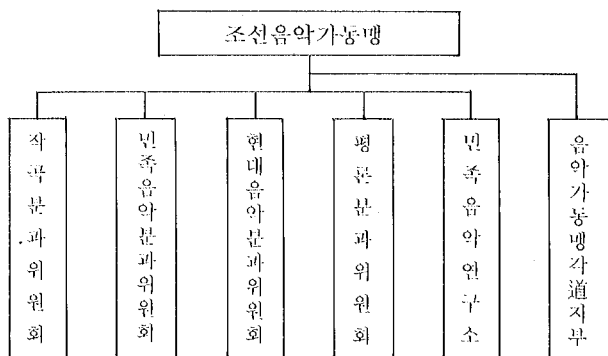 조선음악가동맹
작곡분과위원회
민족음악분과위원회
현대음악분과위원회
평론분과위원회
민족음악연구소
음악가동맹각道지부